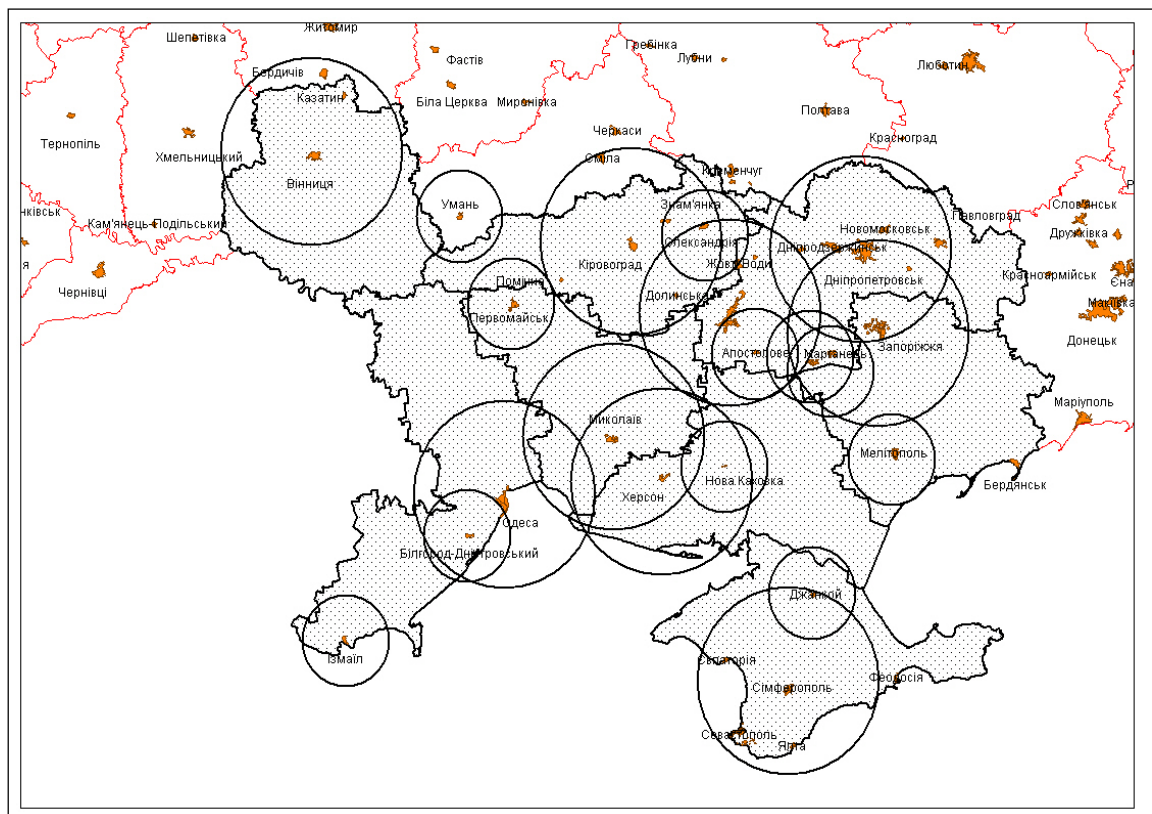 Житомир
Шепетівка
Гребінка
Лубни
Фастів
Люботин
Бердичів
Казатин
Біла Церква
Миронівка
Полтава
Черкаси
Красноград
Тернопіль
Хмельницький
Сміла
Кременчуг
Вінниця
Умань
Знам'янка
Слов'янськ
нківськ
Кам'янець-Подільський
Павловград
Новомосковськ
Дружківка
Олександрія
Дніпродзержинськ
Кіровоград
Жовті Води
я
Чернівці
Красноармійськ
Дніпропетровськ
Єна
Долинська
Макіївка
Первомайськ
Донецьк
Запоріжжя
Апостолове
Марганець
Маріуполь
Миколаїв
Мелітополь
Нова Каховка
Бердянськ
Херсон
Одеса
Білгород-Дністровський
Джанкой
Ізмаїл
Євпаторія
Феодосія
Сімферополь
Севастополь
Ялта